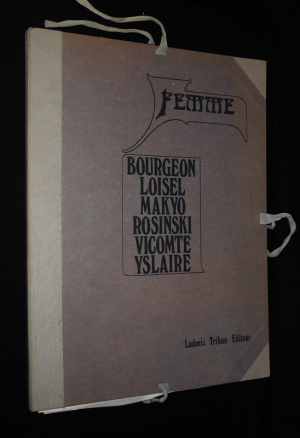 FEMME
BOURGEON
LOISEL
MAKYO
ROSINSKI
VICOMTE
YSLAIRE
Ludovic Trihan Editeur